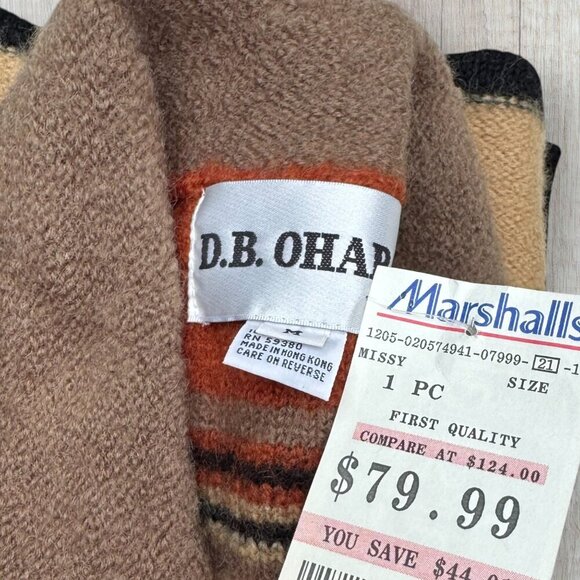 D.B. OHAR
M
RN 59380
MADE IN HONG KONG
CARE ON REVERSE
Marshalls
1205-020574941-07999- 21 -1
MISSY SIZE
1 PC
FIRST QUALITY
COMPARE AT $124.00
$79.99
YOU SAVE $44.